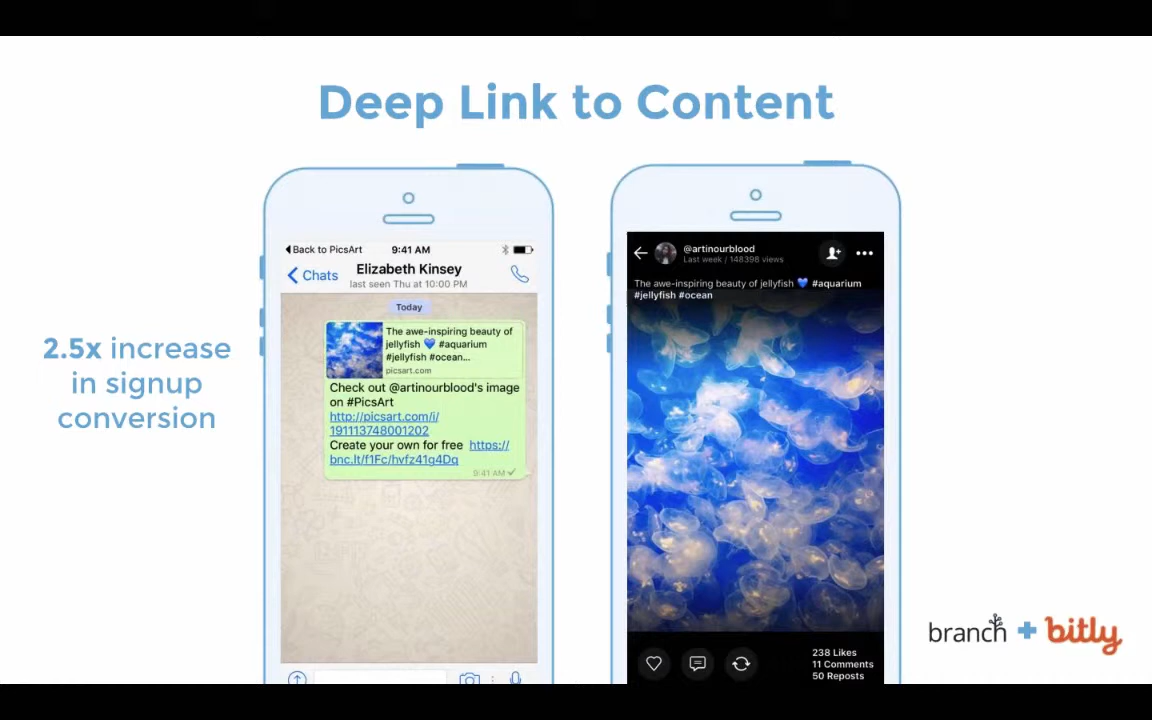 Deep Link to Content
2.5x increase
in signup
conversion
Back to PicsArt
9:41 AM
Chats
Elizabeth Kinsey
last seen Thu at 10:00 PM
Today
The awe-inspiring beauty of
jellyfish 💙 #aquarium
#jellyfish #ocean...
picsart.com
Check out @artinourblood's image
on #PicsArt
http://picsart.com/i/
191113748001202
Create your own for free https://
bnc.lt/f1Fc/hvfz41g4Dq
9:41 AM
@artinourblood
Last week / 148398 views
The awe-inspiring beauty of jellyfish 💙 #aquarium
#jellyfish #ocean
238 Likes
11 Comments
50 Reposts
branch + bitly